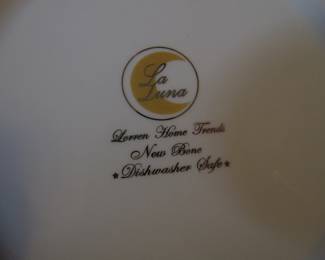 La
Luna
Lorren Home Trends
New Bone
*Dishwasher Safe*